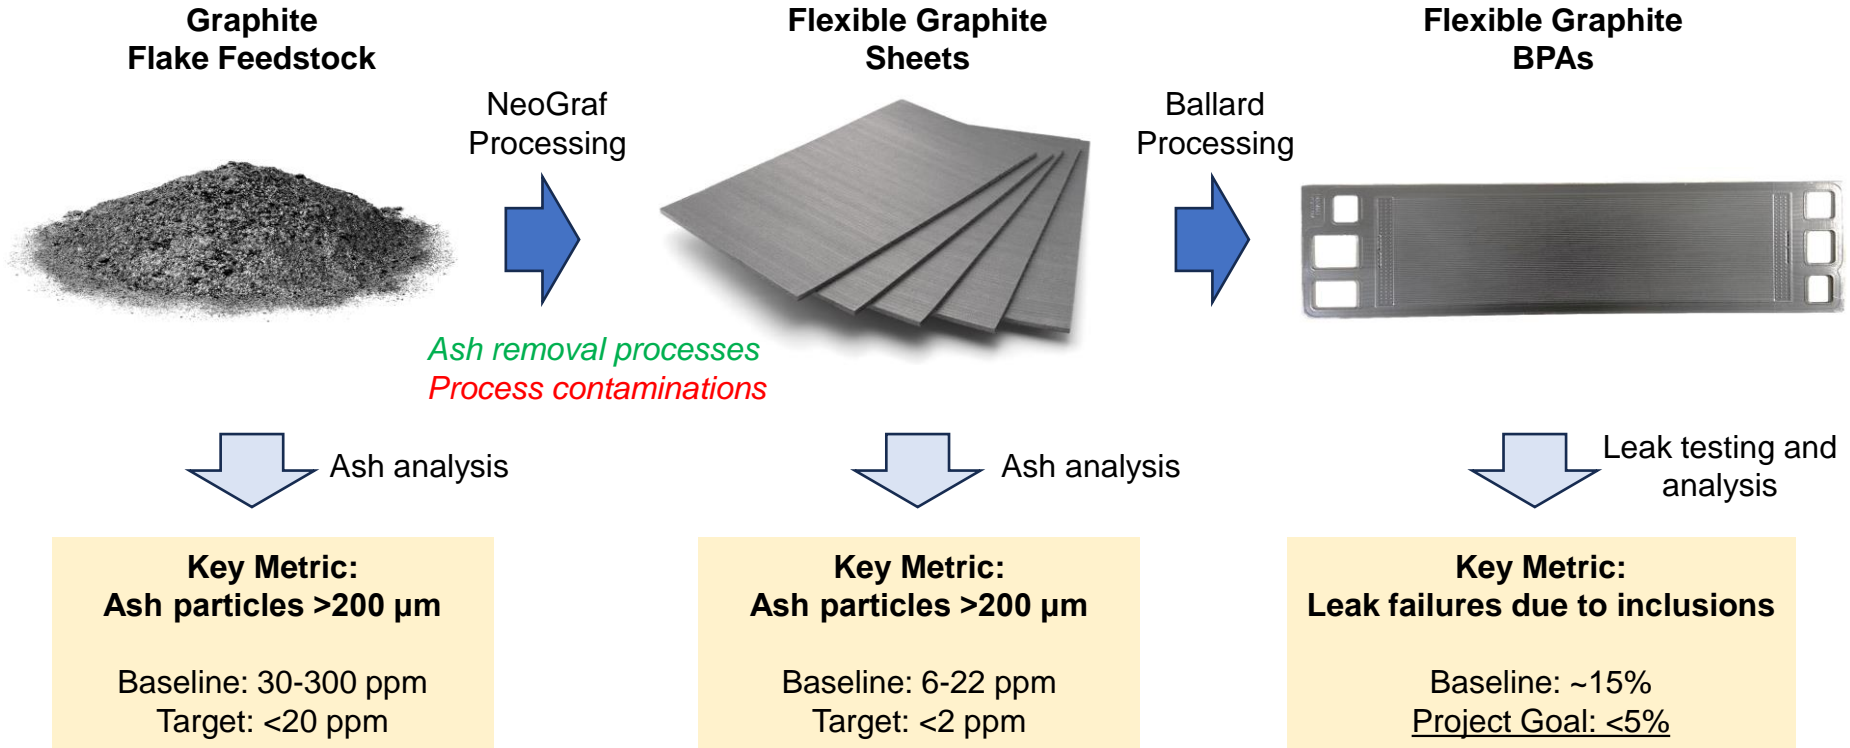 Graphite
Flake Feedstock
NeoGraf
Processing
Flexible Graphite
Sheets
Ballard
Processing
Flexible Graphite
BPAs
Ash removal processes
Process contaminations
Ash analysis
Ash analysis
Leak testing and
analysis
Key Metric:
Ash particles >200 µm
Baseline: 30-300 ppm
Target: <20 ppm
Key Metric:
Ash particles >200 µm
Baseline: 6-22 ppm
Target: <2 ppm
Key Metric:
Leak failures due to inclusions
Baseline: ~15%
Project Goal: <5%